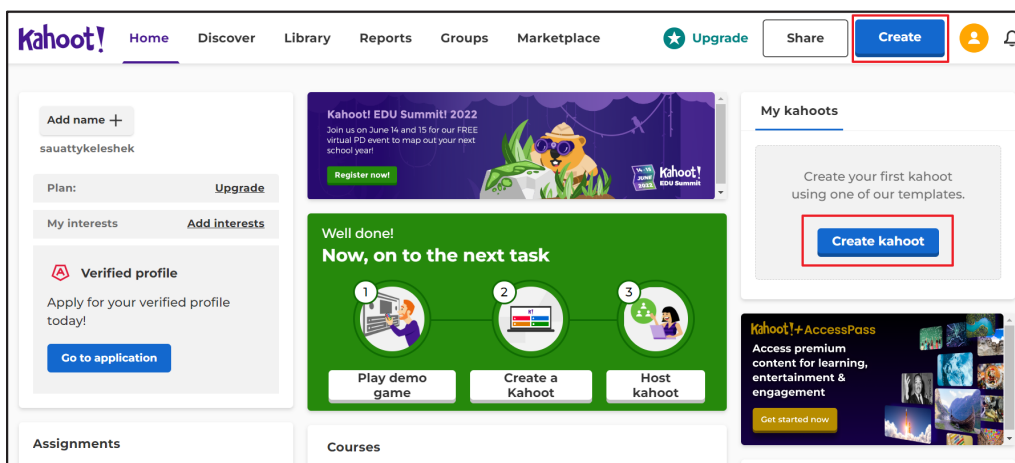 Kahoot!
Home
Discover
Library
Reports
Groups
Marketplace
Upgrade
Share
Create
Add name +
sauattykeleshek
Plan:
Upgrade
My interests
Add interests
Verified profile
Apply for your verified profile
today!
Go to application
Assignments
Kahoot! EDU Summit! 2022
Join us on June 14 and 15 for our FREE
virtual PD event to map out your next
school year!
Register now!
14 - 15
JUNE
2022
Kahoot!
EDU Summit
Well done!
Now, on to the next task
1
2
3
Play demo
game
Create a
Kahoot
Host
kahoot
Courses
My kahoots
Create your first kahoot
using one of our templates.
Create kahoot
Kahoot!+AccessPass
Access premium
content for learning,
entertainment &
engagement
Get started now